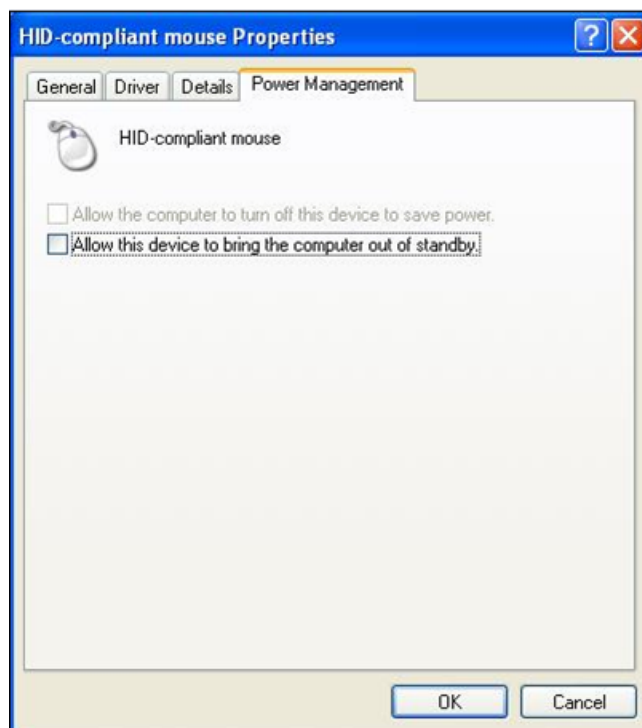 HID-compliant mouse Properties
General Driver Details Power Management
HID-compliant mouse
Allow the computer to turn off this device to save power.
Allow this device to bring the computer out of standby.
OK Cancel